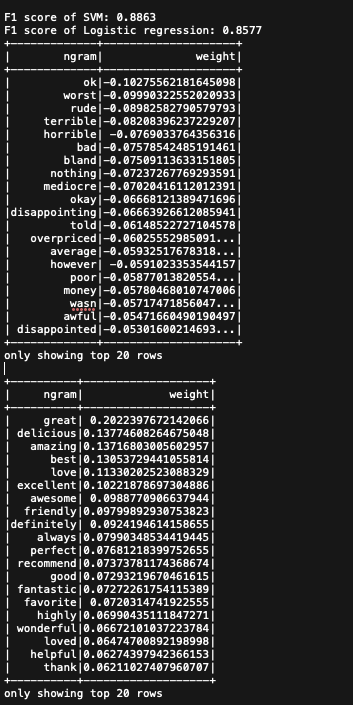 F1 score of SVM: 0.8863
F1 score of Logistic regression: 0.8577
+------------+--------------------+
|       ngram|              weight|
+------------+--------------------+
|          ok|-0.10275562181645098|
|       worst|-0.09990322552020933|
|        rude|-0.08982582790579793|
|    terrible|-0.08208396237229207|
|    horrible| -0.0769033764356316|
|         bad|-0.07578542485191461|
|       bland|-0.07509113633151805|
|     nothing|-0.07237267769293591|
|    mediocre|-0.07020416112012391|
|        okay|-0.06668121389471696|
|disappointing|-0.06663926612085941|
|        told|-0.06148522727104578|
|  overpriced|-0.06025552985091...|
|     average|-0.05932517678318...|
|     however| -0.0591023353544157|
|        poor|-0.05877013820554...|
|       money|-0.05780468010747006|
|        wasn|-0.05717471856047...|
|       awful|-0.05471660490190497|
| disappointed|-0.05301600214693...|
+------------+--------------------+
only showing top 20 rows
+----------+-------------------+
|     ngram|             weight|
+----------+-------------------+
|     great| 0.2022397672142066|
| delicious|0.13774608264675048|
|   amazing|0.13716803005602957|
|      best|0.13053729441055814|
|      love|0.11330202523088329|
| excellent|0.10221878697304886|
|   awesome| 0.0988770906637944|
|  friendly|0.09799892930753823|
|definitely| 0.0924194614158655|
|    always|0.07990348534419445|
|   perfect|0.07681218399752655|
| recommend|0.07373781174368674|
|      good|0.07293219670461615|
| fantastic|0.07272261754115389|
|  favorite| 0.0720314741922555|
|    highly|0.06990435111847271|
| wonderful|0.06672101037223784|
|     loved|0.06474700892198998|
|   helpful|0.06274397942366153|
|     thank|0.06211027407960707|
+----------+-------------------+
only showing top 20 rows